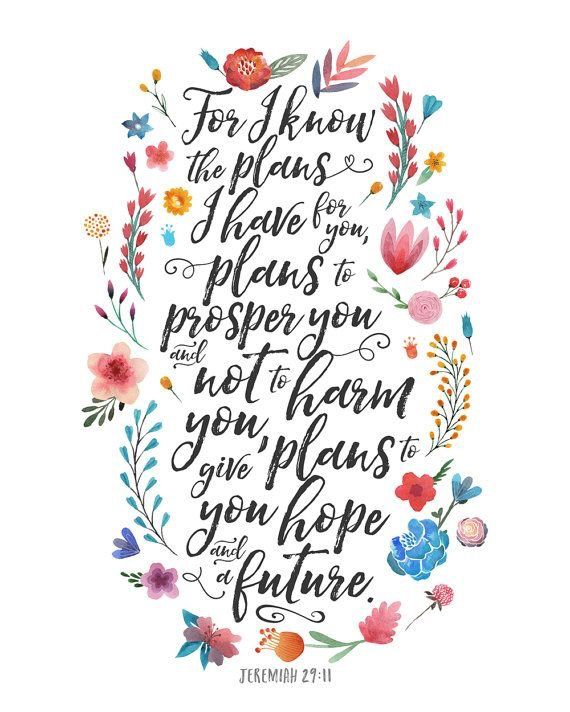 For I know
the plans
I have for you,
plans to
prosper you
and not to harm
you, plans to
give you hope
and a future.
JEREMIAH 29:11